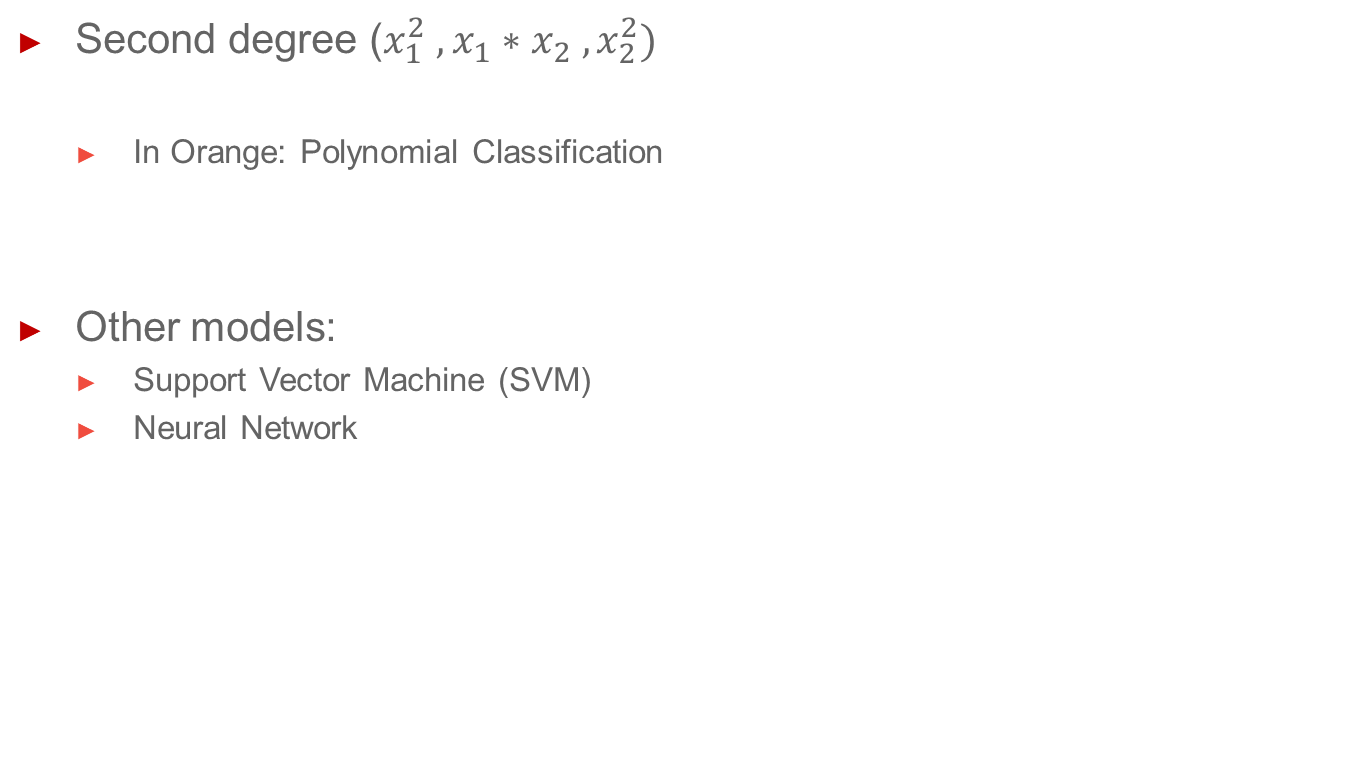 ► Second degree (𝑥₁² , 𝑥₁ ∗ 𝑥₂ , 𝑥₂²)
► In Orange: Polynomial Classification
► Other models:
► Support Vector Machine (SVM)
► Neural Network